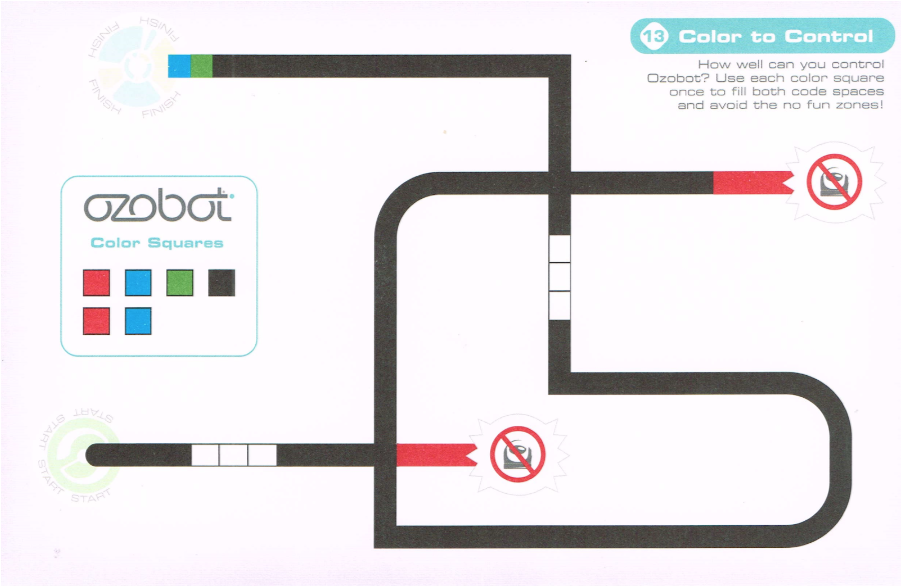 FINISH FINISH
FINISH FINISH
13 Color to Control
How well can you control
Ozobot? Use each color square
once to fill both code spaces
and avoid the no fun zones!
ozobot
Color Squares
START START
START START